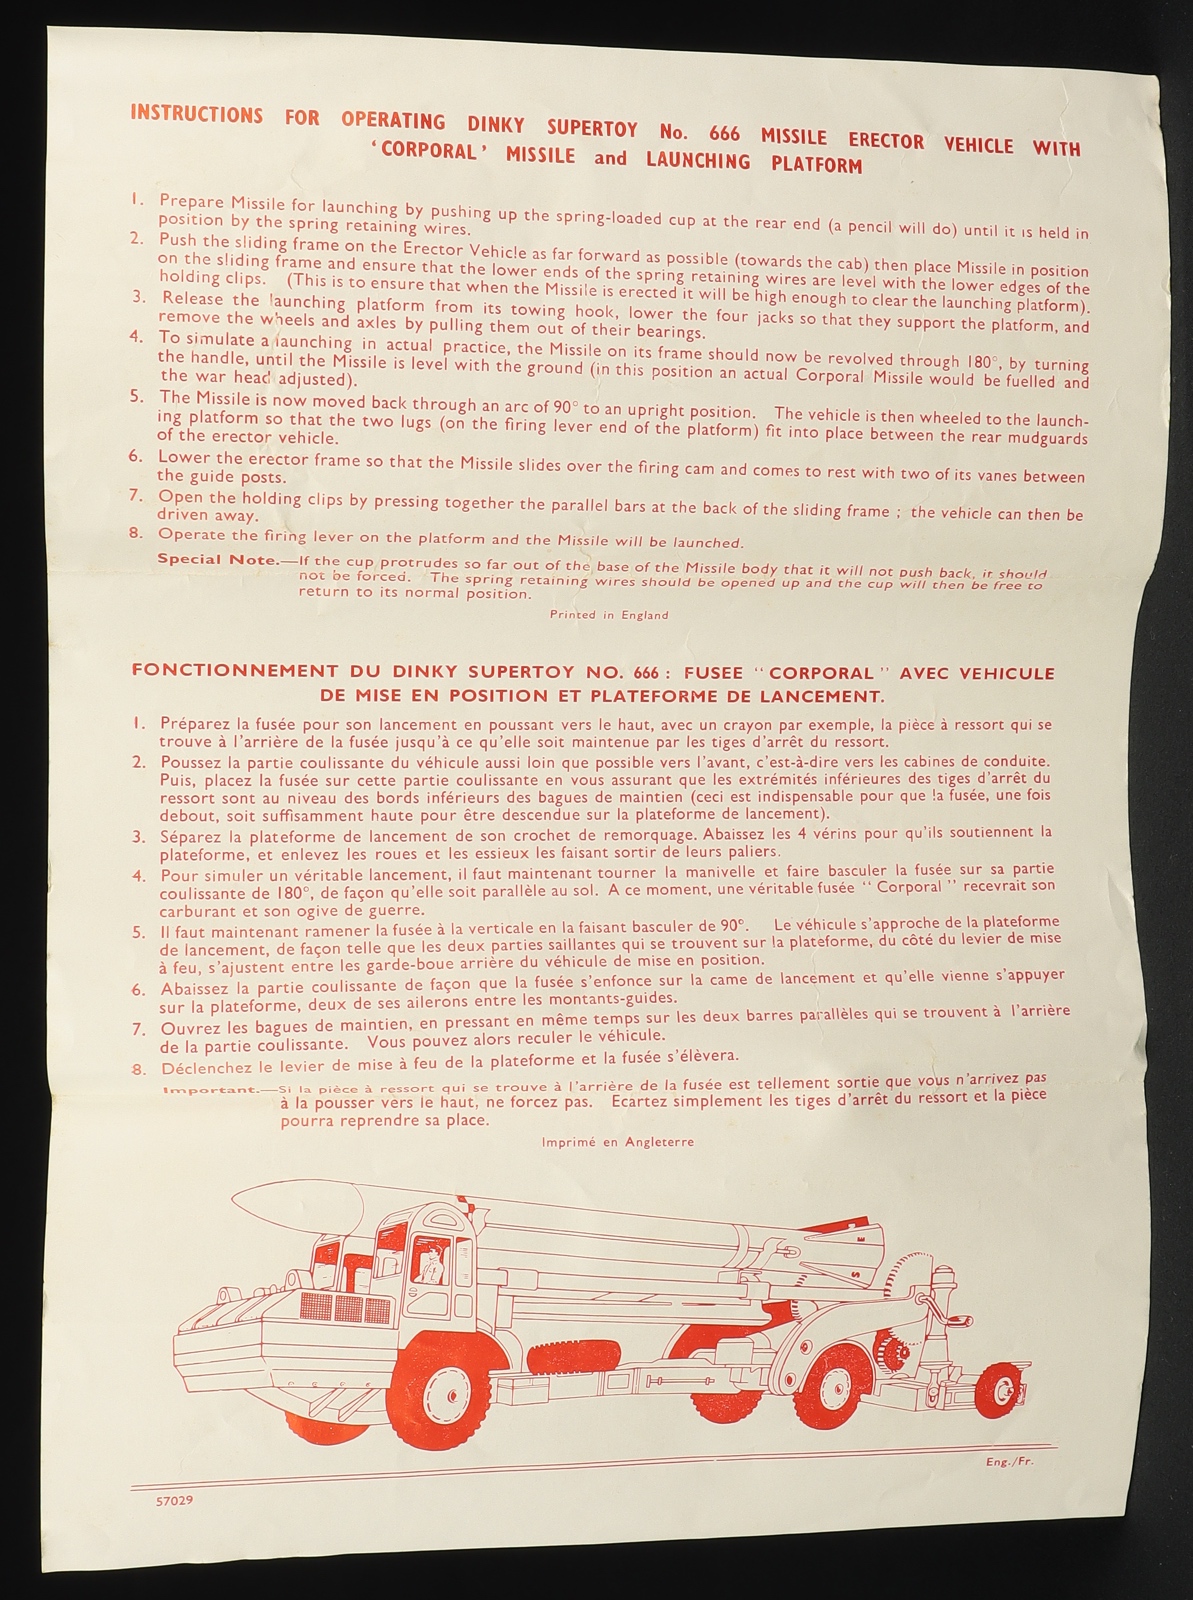 INSTRUCTIONS FOR OPERATING DINKY SUPERTOY No. 666 MISSILE ERECTOR VEHICLE WITH
‘CORPORAL’ MISSILE and LAUNCHING PLATFORM
1. Prepare Missile for launching by pushing up the spring-loaded cup at the rear end (a pencil will do) until it is held in
position by the spring retaining wires.
2. Push the sliding frame on the Erector Vehicle as far forward as possible (towards the cab) then place Missile in position
on the sliding frame and ensure that the lower ends of the spring retaining wires are level with the lower edges of the
holding clips. (This is to ensure that when the Missile is erected it will be high enough to clear the launching platform).
3. Release the launching platform from its towing hook, lower the four jacks so that they support the platform, and
remove the wheels and axles by pulling them out of their bearings.
4. To simulate a launching in actual practice, the Missile on its frame should now be revolved through 180°, by turning
the handle, until the Missile is level with the ground (in this position an actual Corporal Missile would be fuelled and
the war head adjusted).
5. The Missile is now moved back through an arc of 90° to an upright position. The vehicle is then wheeled to the launch-
ing platform so that the two lugs (on the firing lever end of the platform) fit into place between the rear mudguards
of the erector vehicle.
6. Lower the erector frame so that the Missile slides over the firing cam and comes to rest with two of its vanes between
the guide posts.
7. Open the holding clips by pressing together the parallel bars at the back of the sliding frame ; the vehicle can then be
driven away.
8. Operate the firing lever on the platform and the Missile will be launched.
Special Note.—If the cup protrudes so far out of the base of the Missile body that it will not push back, it should
not be forced. The spring retaining wires should be opened up and the cup will then be free to
return to its normal position.
Printed in England
FONCTIONNEMENT DU DINKY SUPERTOY NO. 666 : FUSEE “CORPORAL” AVEC VEHICULE
DE MISE EN POSITION ET PLATEFORME DE LANCEMENT.
1. Préparez la fusée pour son lancement en poussant vers le haut, avec un crayon par exemple, la pièce à ressort qui se
trouve à l'arrière de la fusée jusqu'à ce qu'elle soit maintenue par les tiges d'arrêt du ressort.
2. Poussez la partie coulissante du véhicule aussi loin que possible vers l'avant, c'est-à-dire vers les cabines de conduite.
Puis, placez la fusée sur cette partie coulissante en vous assurant que les extrémités inférieures des tiges d'arrêt du
ressort sont au niveau des bords inférieurs des bagues de maintien (ceci est indispensable pour que la fusée, une fois
debout, soit suffisamment haute pour être descendue sur la plateforme de lancement).
3. Séparez la plateforme de lancement de son crochet de remorquage. Abaissez les 4 vérins pour qu'ils soutiennent la
plateforme, et enlevez les roues et les essieux les faisant sortir de leurs paliers.
4. Pour simuler un véritable lancement, il faut maintenant tourner la manivelle et faire basculer la fusée sur sa partie
coulissante de 180°, de façon qu'elle soit parallèle au sol. A ce moment, une véritable fusée “ Corporal ” recevrait son
carburant et son ogive de guerre.
5. Il faut maintenant ramener la fusée à la verticale en la faisant basculer de 90°. Le véhicule s'approche de la plateforme
de lancement, de façon telle que les deux parties saillantes qui se trouvent sur la plateforme, du côté du levier de mise
à feu, s'ajustent entre les garde-boue arrière du véhicule de mise en position.
6. Abaissez la partie coulissante de façon que la fusée s'enfonce sur la came de lancement et qu'elle vienne s'appuyer
sur la plateforme, deux de ses ailerons entre les montants-guides.
7. Ouvrez les bagues de maintien, en pressant en même temps sur les deux barres parallèles qui se trouvent à l'arrière
de la partie coulissante. Vous pouvez alors reculer le véhicule.
8. Déclenchez le levier de mise à feu de la plateforme et la fusée s'élèvera.
Important.—Si la pièce à ressort qui se trouve à l'arrière de la fusée est tellement sortie que vous n'arrivez pas
à la pousser vers le haut, ne forcez pas. Ecartez simplement les tiges d'arrêt du ressort et la pièce
pourra reprendre sa place.
Imprimé en Angleterre
Eng./Fr.
57029